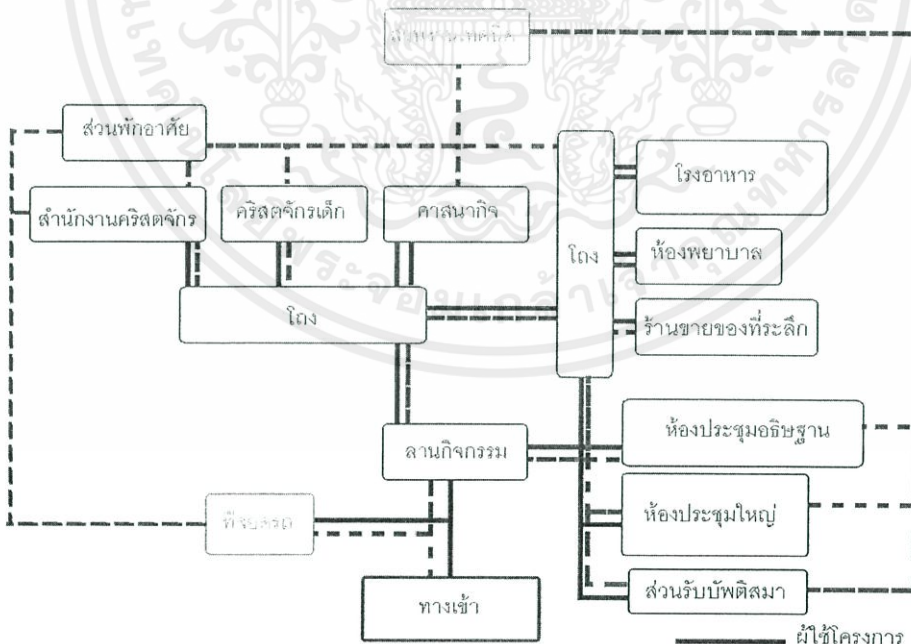 ส่วนพักอาศัย
สำนักงานคริสตจักร
คริสตจักรเด็ก
ศาสนากิจ
โถง
โรงอาหาร
ห้องพยาบาล
ร้านขายของที่ระลึก
โถง
ลานกิจกรรม
ห้องประชุมอธิษฐาน
ที่จอดรถ
ห้องประชุมใหญ่
ทางเข้า
ส่วนรับบัพติสมา
ผู้ใช้โครงการ